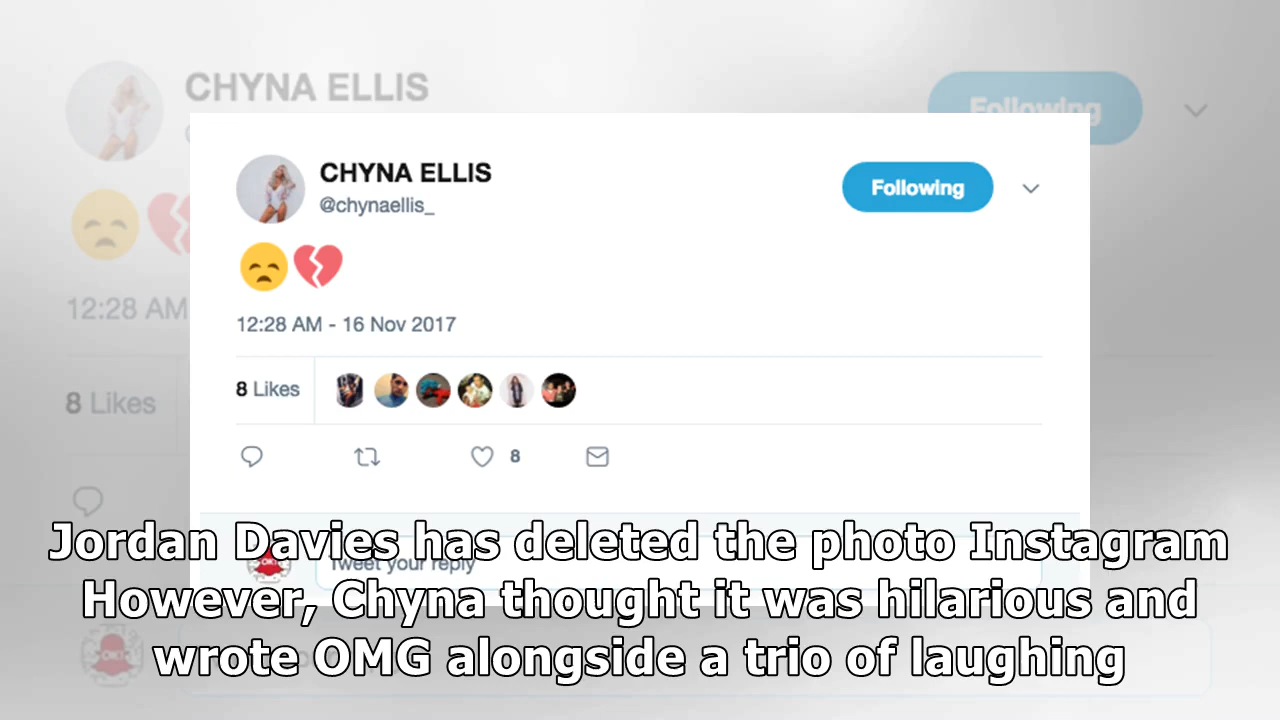 CHYNA ELLIS
Following
CHYNA ELLIS
@chynaellis_
Following
12:28 AM
12:28 AM - 16 Nov 2017
8 Likes
8 Likes
8
Tweet your reply
Jordan Davies has deleted the photo Instagram
However, Chyna thought it was hilarious and
wrote OMG alongside a trio of laughing